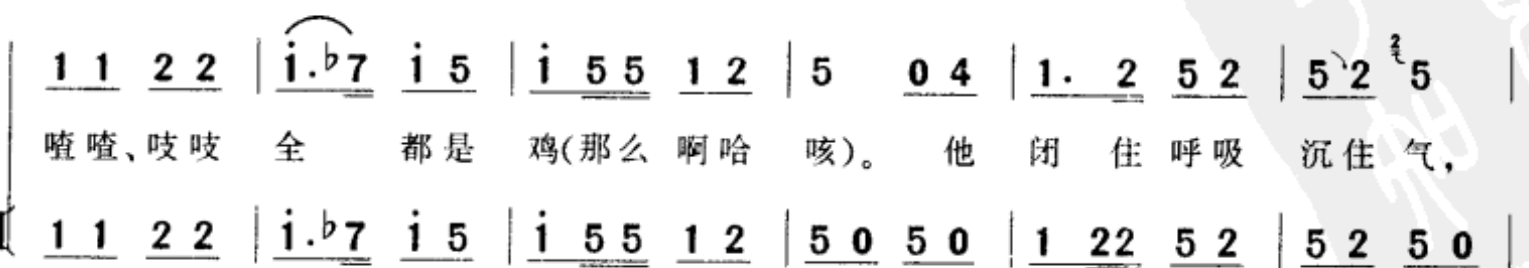 1 1 2 2 | i. ♭7 i 5 | i 5 5 1 2 | 5 0 4 | 1. 2 5 2 | 5 2 2 5 |
喳喳、吱吱 全 都是 鸡(那么 啊哈 咳)。 他 闭 住 呼吸 沉住 气,
1 1 2 2 | i. ♭7 i 5 | i 5 5 1 2 | 5 0 5 0 | 1 22 5 2 | 5 2 5 0 |